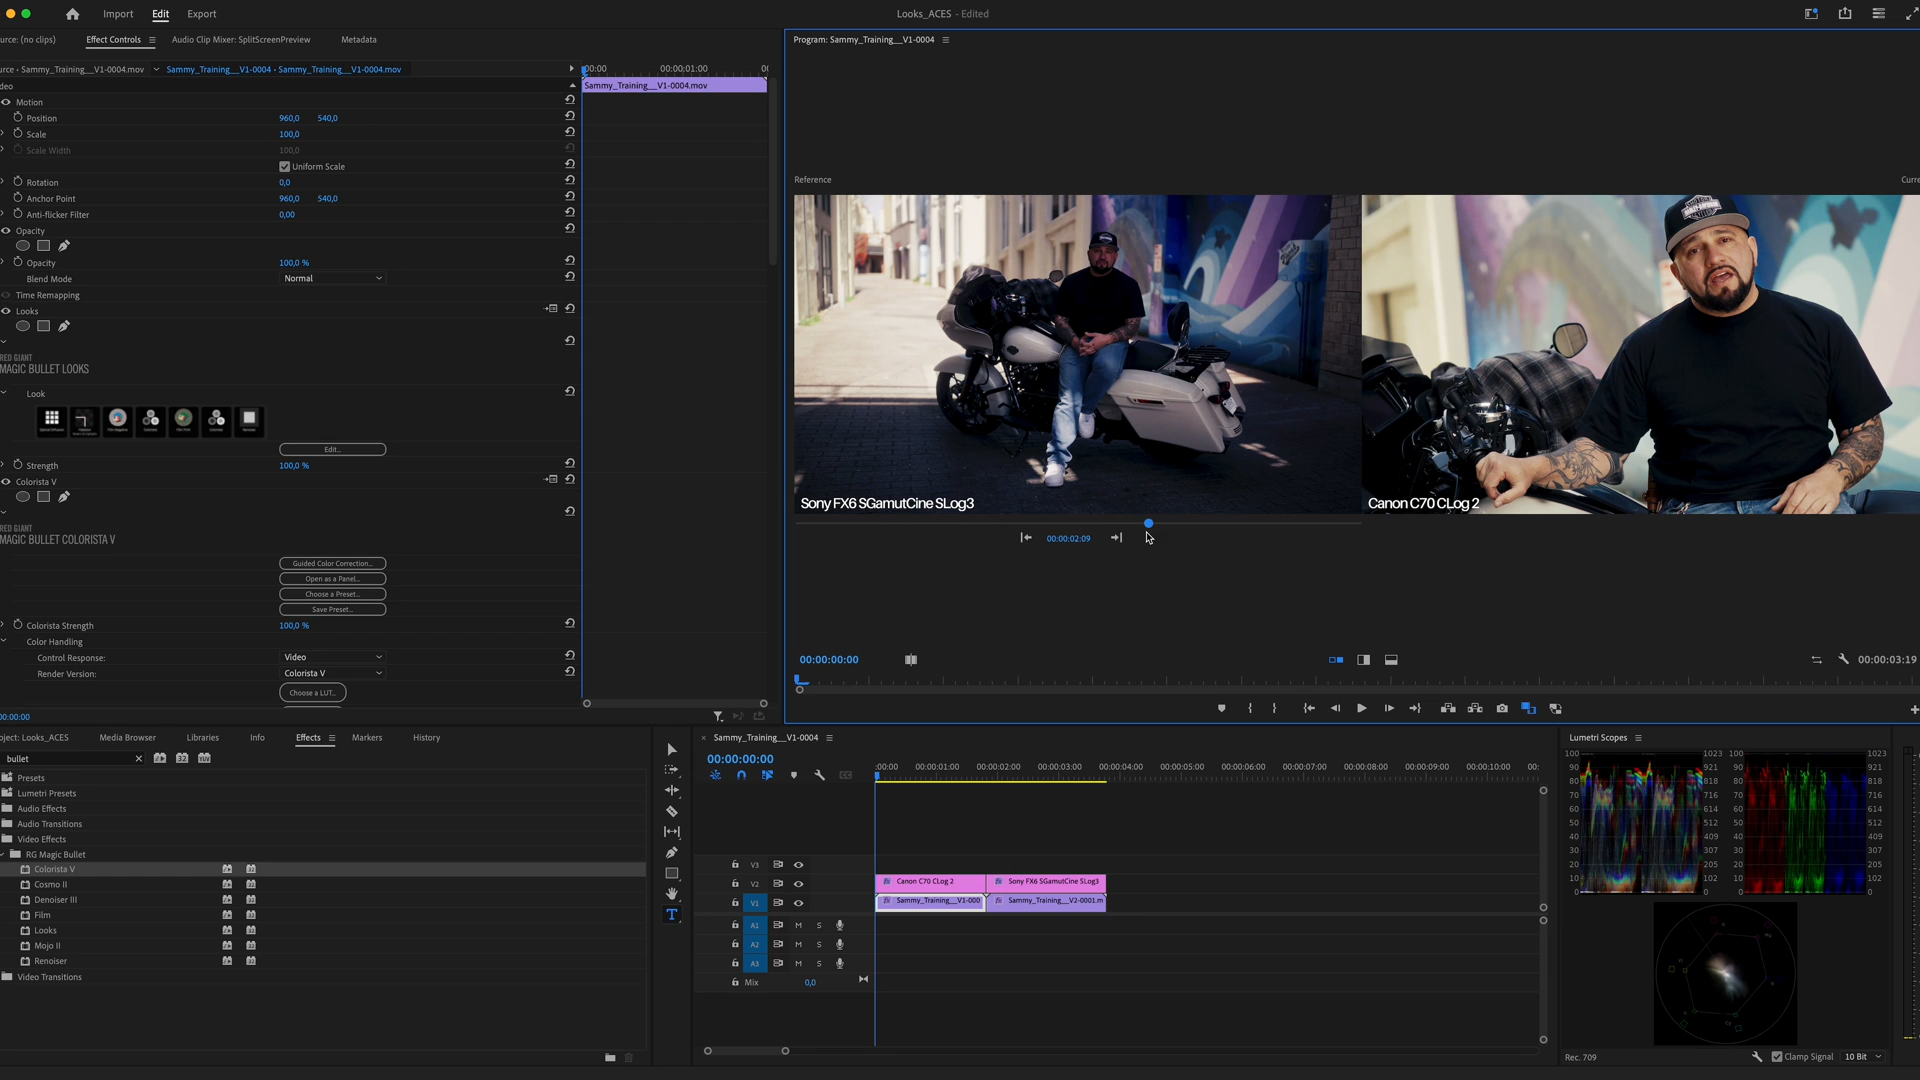 Import Edit Export
Looks_ACES - Edited
urce: (no clips) Effect Controls Audio Clip Mixer: SplitScreenPreview Metadata
urce • Sammy_Training__V1-0004.mov Sammy_Training__V1-0004 • Sammy_Training__V1-0004.mov
00:00 00:00:01:00 00
deo
Sammy_Training__V1-0004.mov
Motion
Position 960,0 540,0
Scale 100,0
Scale Width 100,0
Uniform Scale
Rotation 0,0
Anchor Point 960,0 540,0
Anti-flicker Filter 0,00
Opacity
Opacity 100,0 %
Blend Mode Normal
Time Remapping
Looks
RED GIANT
MAGIC BULLET LOOKS
Look
Edit...
Strength 100,0 %
Colorista V
RED GIANT
MAGIC BULLET COLORISTA V
Guided Color Correction...
Open as a Panel...
Choose a Preset...
Save Preset...
Colorista Strength 100,0 %
Color Handling
Control Response: Video
Render Version: Colorista V
Choose a LUT...
00:00:00
Program: Sammy_Training__V1-0004
Reference
Curre
Sony FX6 SGamutCine SLog3
Canon C70 CLog 2
00:00:02:09
00:00:00:00
00:00:03:19
oject: Looks_ACES Media Browser Libraries Info Effects Markers History
bullet
32 YUV
Presets
Lumetri Presets
Audio Effects
Audio Transitions
Video Effects
RG Magic Bullet
Colorista V
Cosmo II
Denoiser III
Film
Looks
Mojo II
Renoiser
Video Transitions
T
× Sammy_Training__V1-0004
00:00:00:00
:00:00 00:00:01:00 00:00:02:00 00:00:03:00 00:00:04:00 00:00:05:00 00:00:06:00 00:00:07:00 00:00:08:00 00:00:09:00 00:00:10:00 00:
V3
V2 fx Canon C70 CLog 2 fx Sony FX6 SGamutCine SLog3
V1 fx Sammy_Training__V1-000 fx Sammy_Training__V2-0001.m
A1 M S
A2 M S
A3 M S
Mix 0,0
Lumetri Scopes
100 1023 100 1023
90 921 90 921
80 818 80 818
70 716 70 716
60 614 60 614
50 512 50 512
40 409 40 409
30 307 30 307
20 205 20 205
10 102 10 102
0 0 0 0
Rec. 709
Clamp Signal 10 Bit